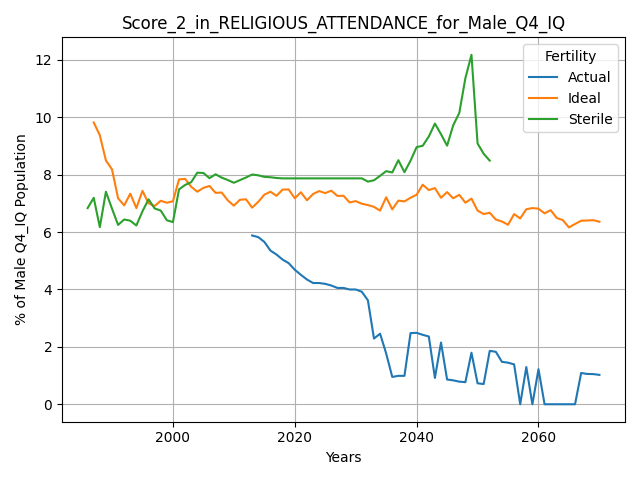 Score_2_in_RELIGIOUS_ATTENDANCE_for_Male_Q4_IQ
% of Male Q4_IQ Population
12
10
8
6
4
2
0
Fertility
Actual
Ideal
Sterile
2000
2020
2040
2060
Years